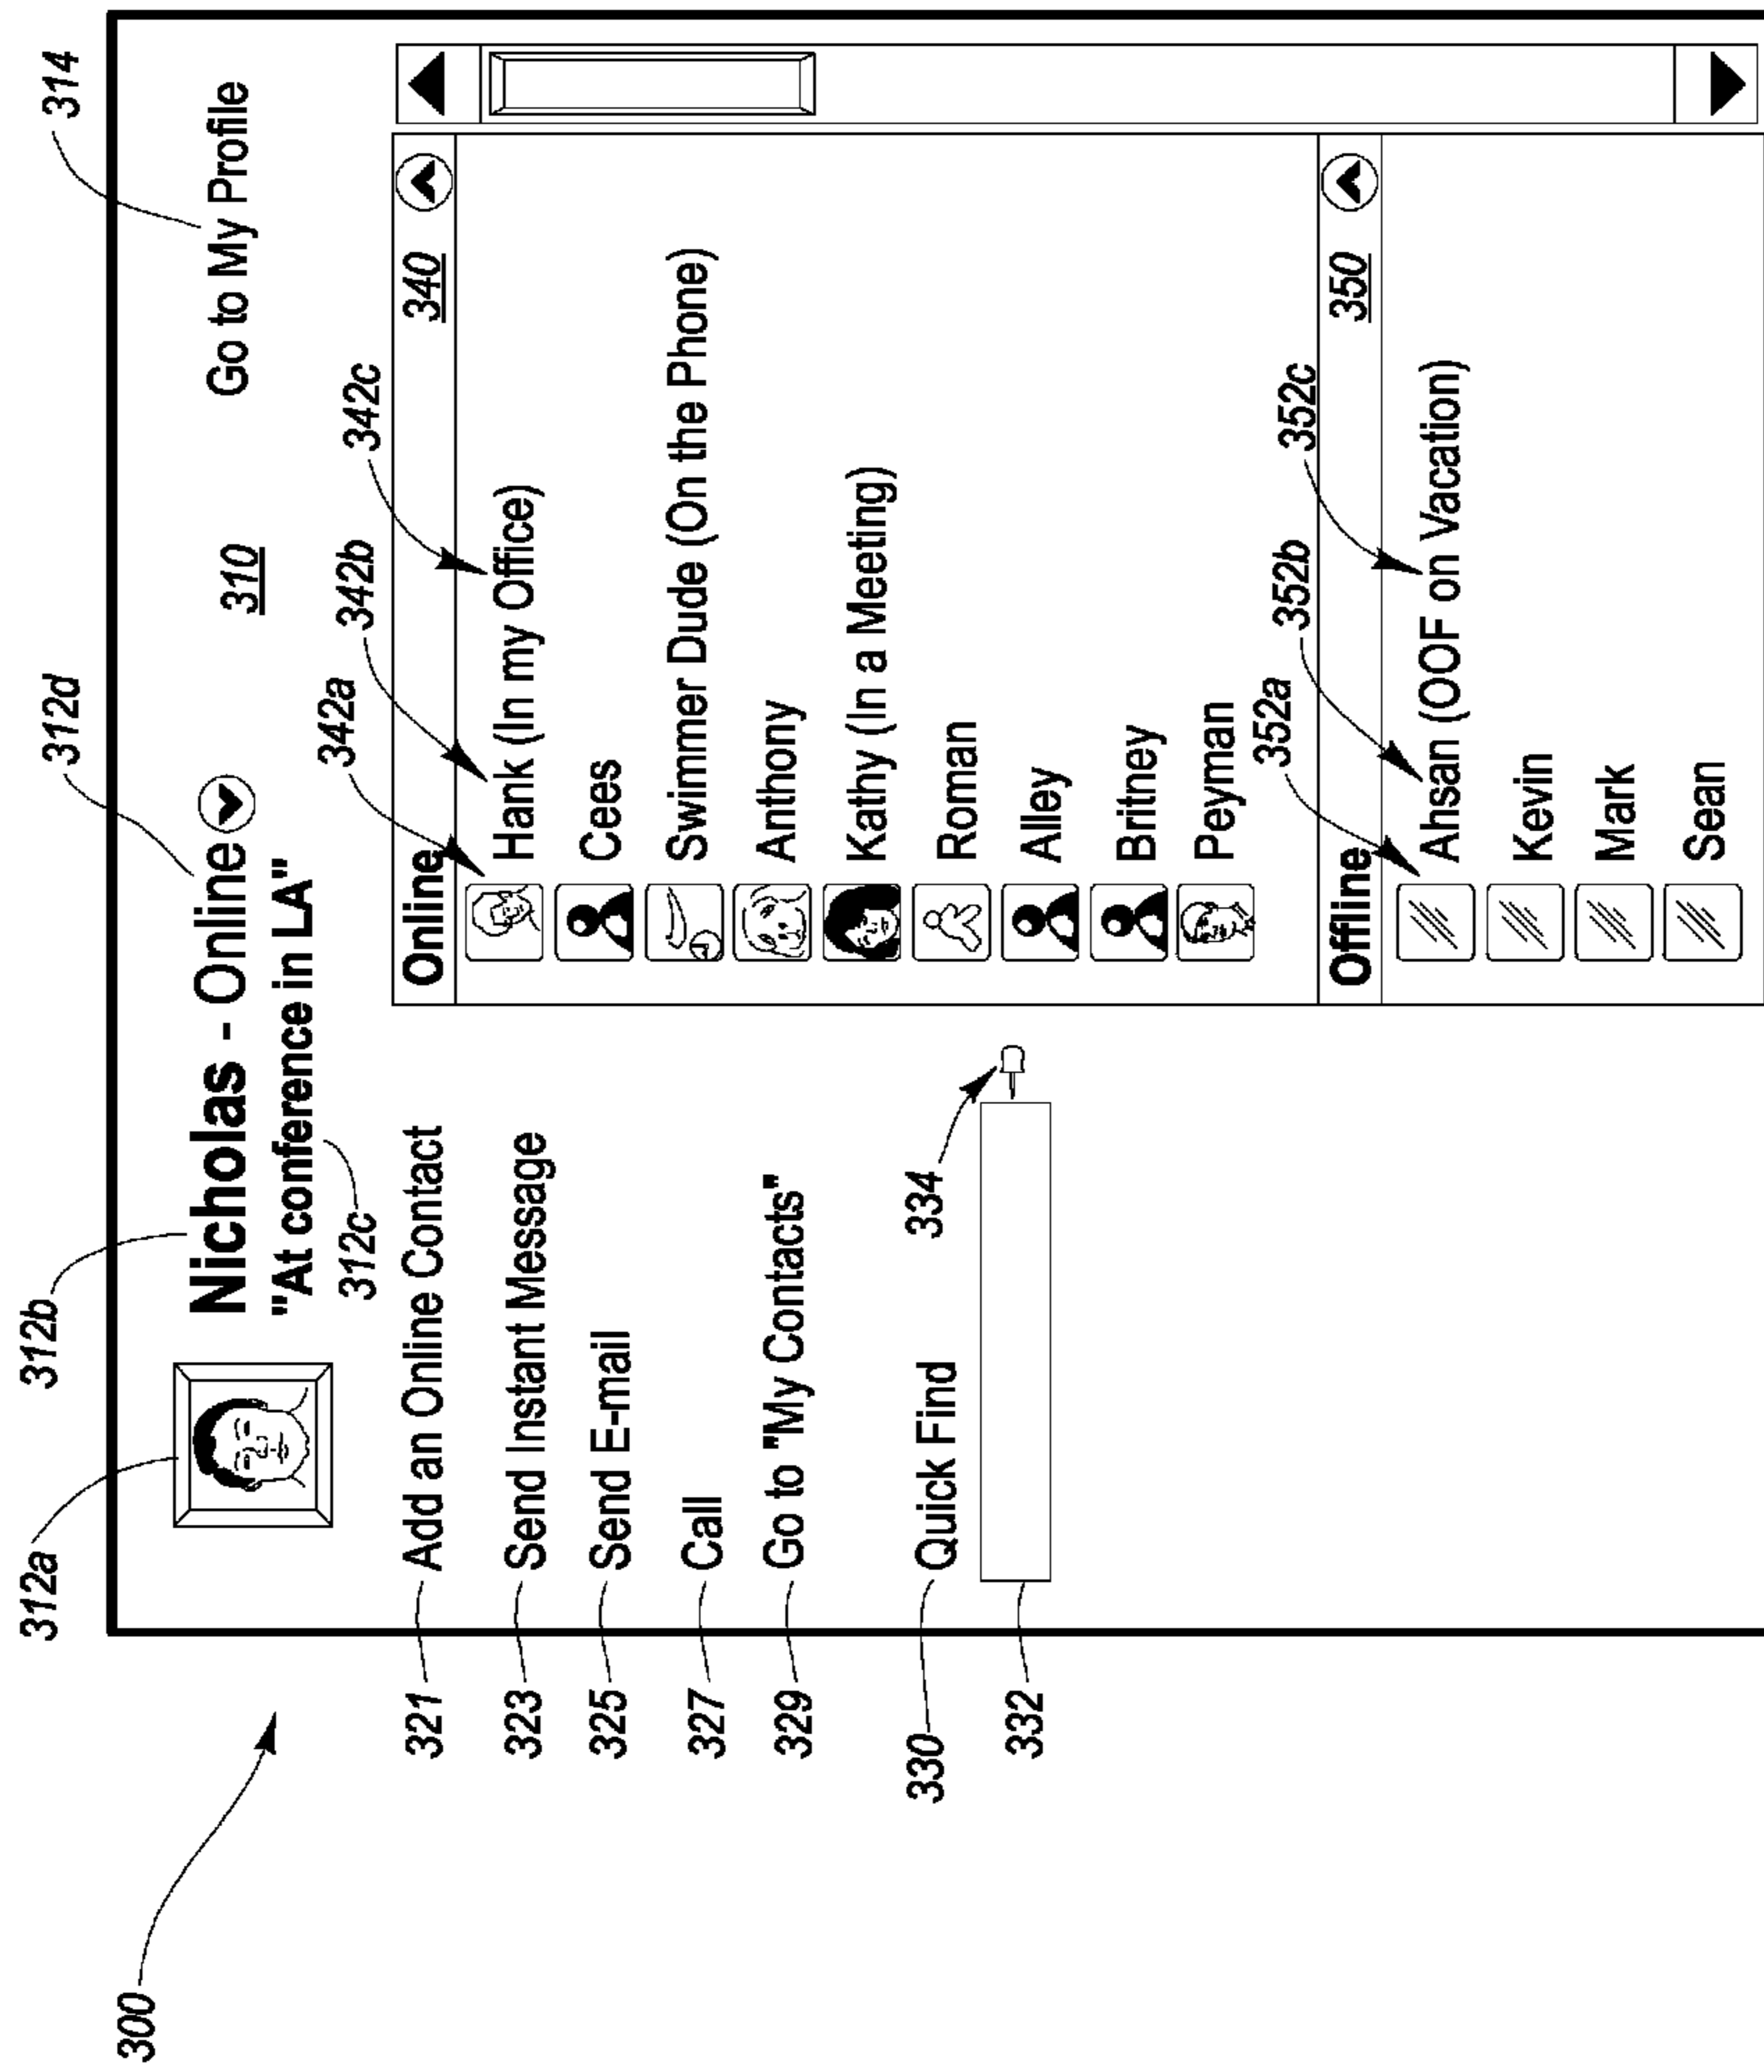 300
312a
312b
312d
314
Nicholas - Online
310
Go to My Profile
"At conference in LA"
312c
321
Add an Online Contact
323
Send Instant Message
325
Send E-mail
327
Call
329
Go to "My Contacts"
330
Quick Find
334
332
342a
342b
342c
Online
340
Hank (In my Office)
Cees
Swimmer Dude (On the Phone)
Anthony
Kathy (In a Meeting)
Roman
Alley
Britney
Peyman
352a
352b
352c
Offline
350
Ahsan (OOF on Vacation)
Kevin
Mark
Sean